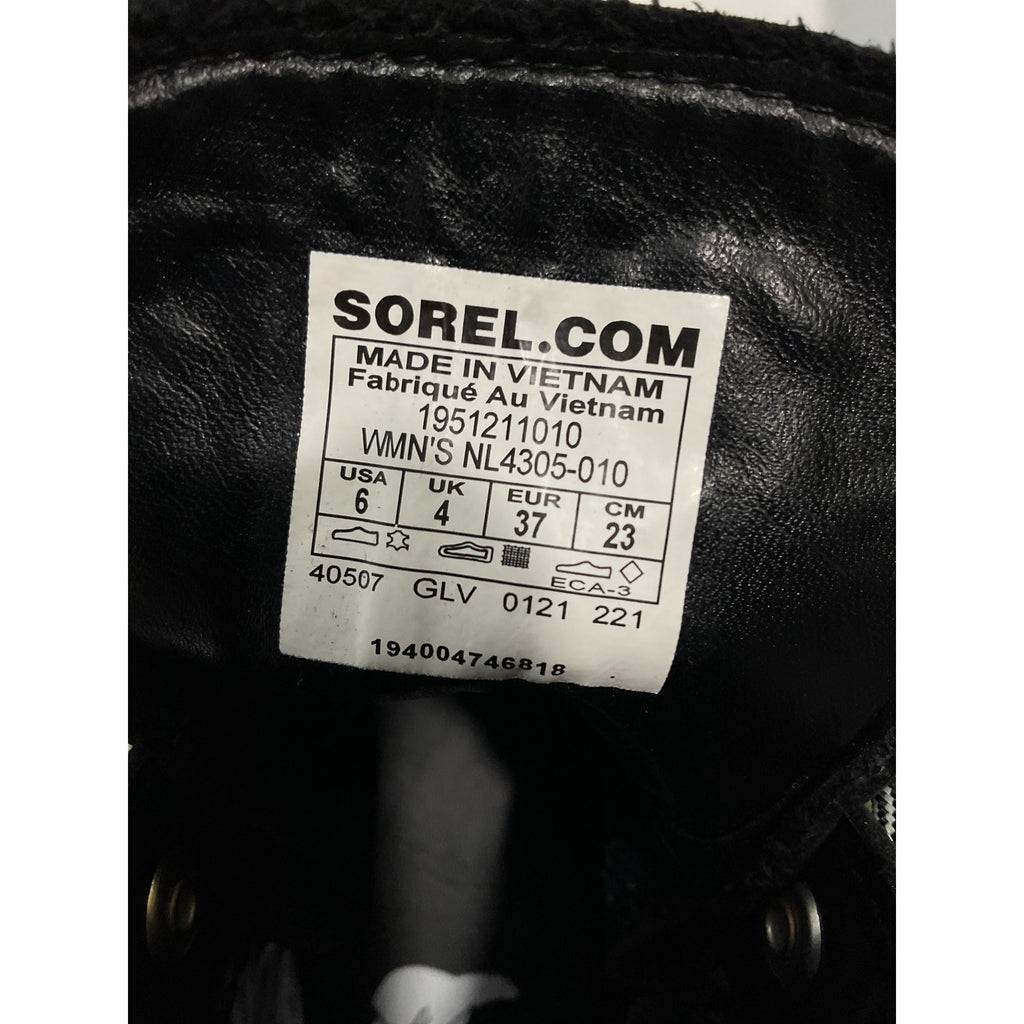 SOREL.COM
MADE IN VIETNAM
Fabriqué Au Vietnam
1951211010
WMN'S NL4305-010
USA UK EUR CM
6 4 37 23
ECA-3
40507 GLV 0121 221
194004746818